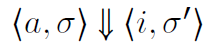 ⟨a, σ⟩ ⇓ ⟨i, σ′⟩